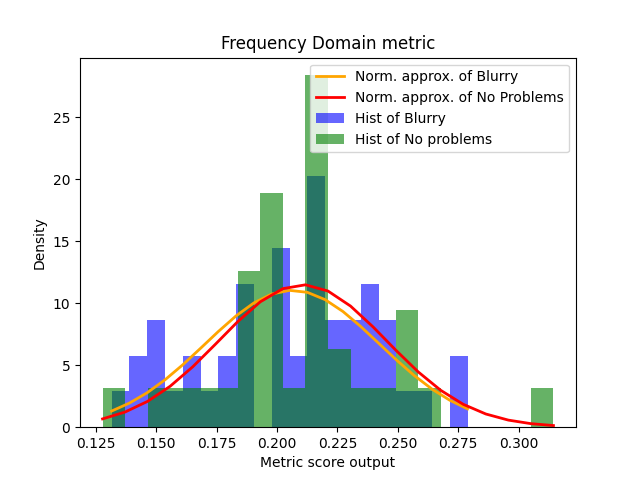 Frequency Domain metric
Norm. approx. of Blurry
Norm. approx. of No Problems
Hist of Blurry
Hist of No problems
Density
25
20
15
10
5
0
0.125 0.150 0.175 0.200 0.225 0.250 0.275 0.300
Metric score output